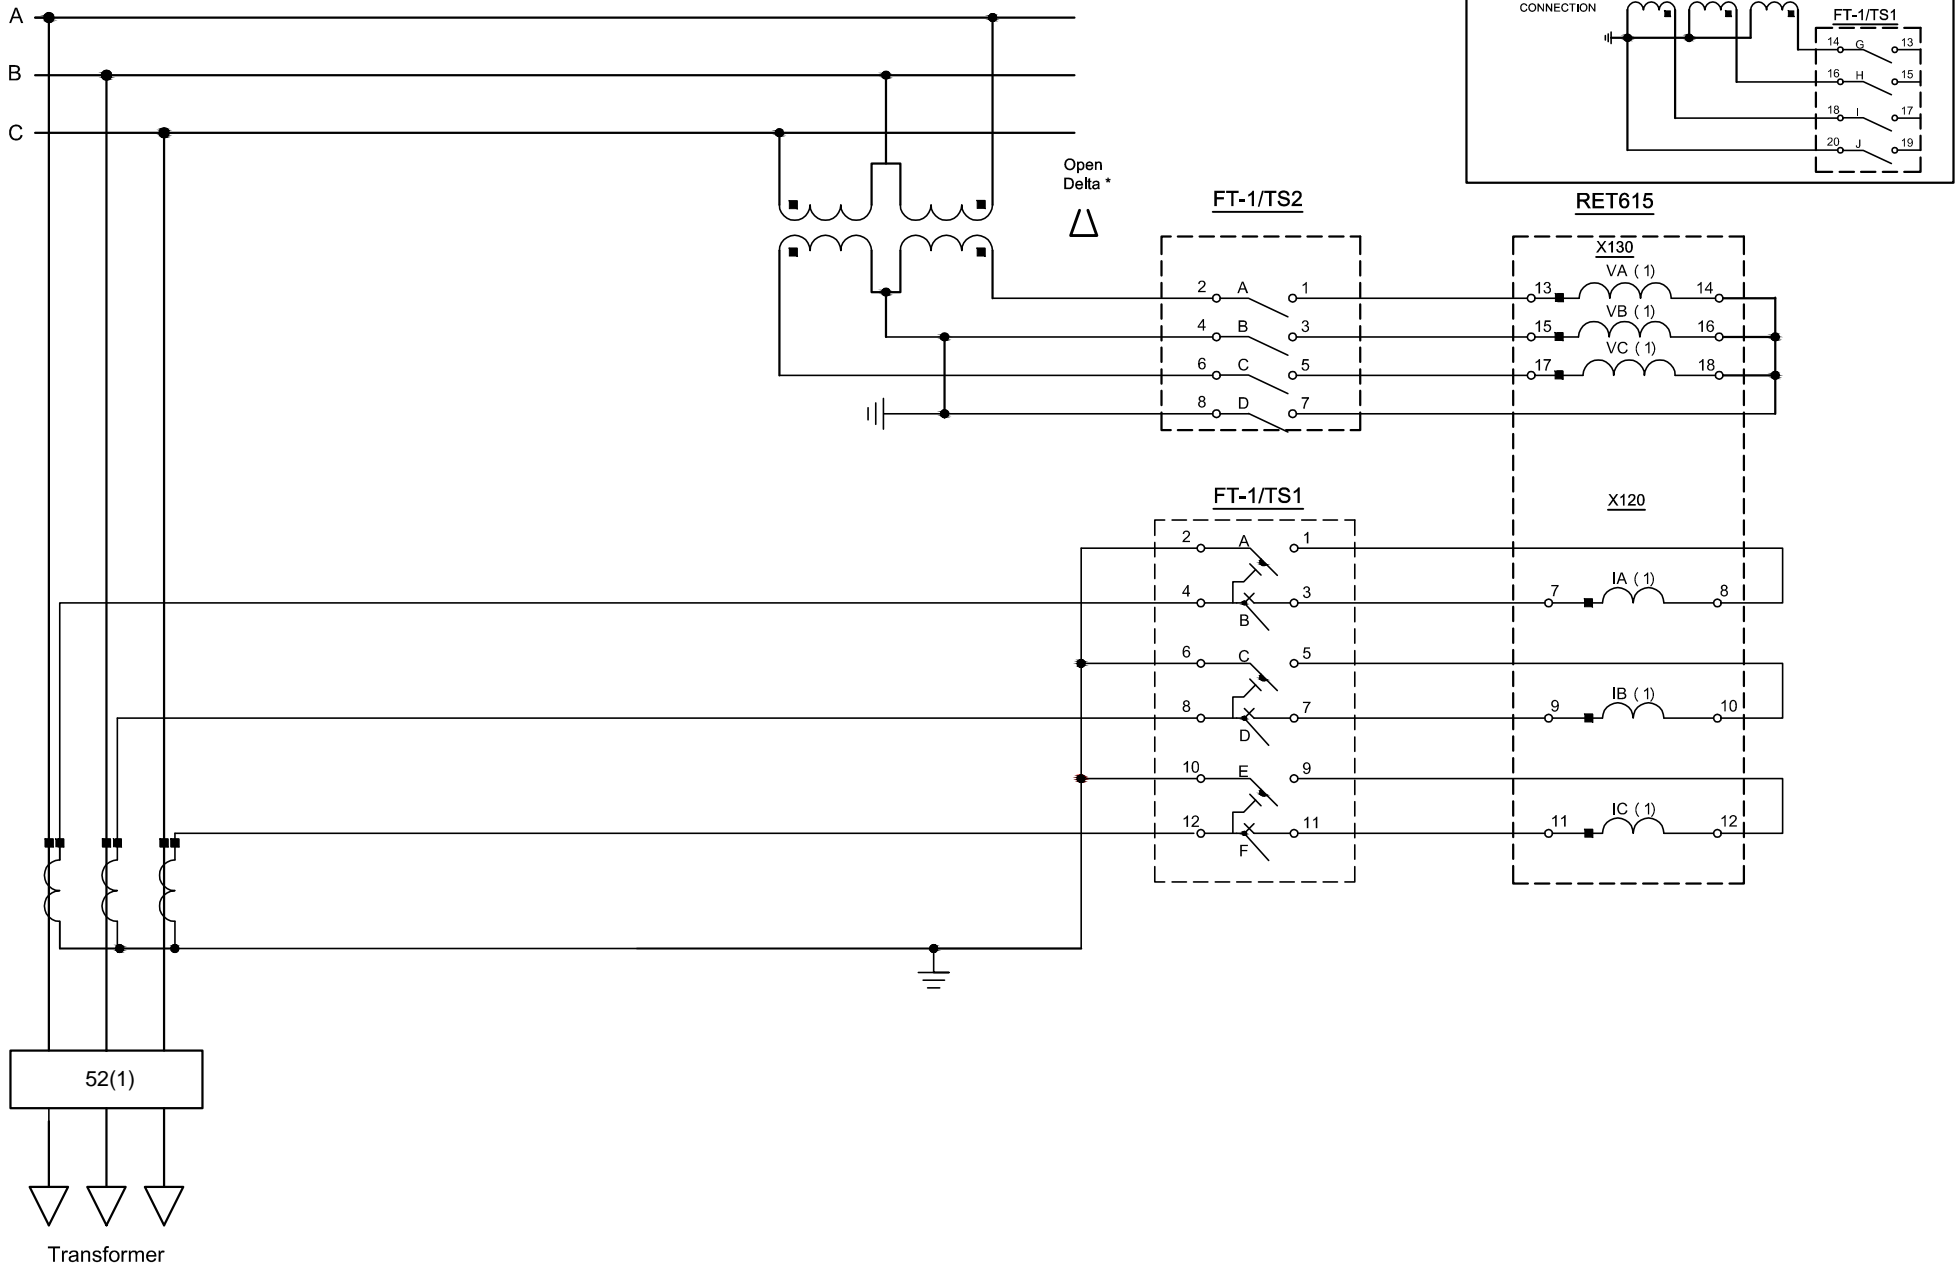 A
B
C
CONNECTION
FT-1/TS1
14 G 13
16 H 15
18 I 17
20 J 19
Open
Delta *
FT-1/TS2
2 A 1
4 B 3
6 C 5
8 D 7
RET615
X130
VA (1)
13 14
VB (1)
15 16
VC (1)
17 18
FT-1/TS1
2 A 1
4 3
B
6 C 5
8 7
D
10 E 9
12 11
F
X120
IA (1)
7 8
IB (1)
9 10
IC (1)
11 12
52(1)
Transformer